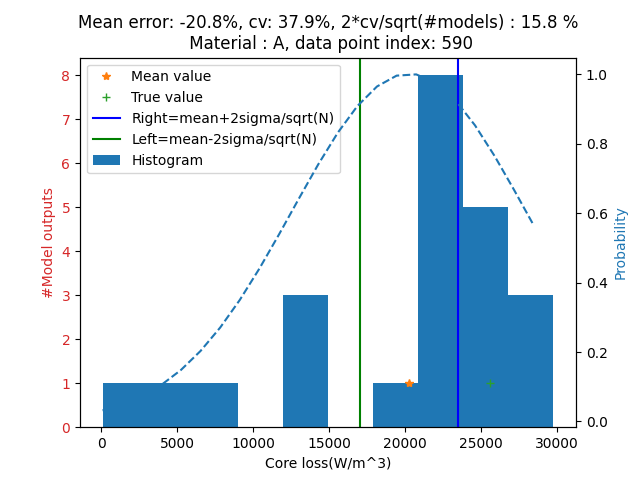 Mean error: -20.8%, cv: 37.9%, 2*cv/sqrt(#models) : 15.8 %
Material : A, data point index: 590
Mean value
True value
Right=mean+2sigma/sqrt(N)
Left=mean-2sigma/sqrt(N)
Histogram
#Model outputs
8
7
6
5
4
3
2
1
0
Probability
1.0
0.8
0.6
0.4
0.2
0.0
0
5000
10000
15000
20000
25000
30000
Core loss(W/m^3)